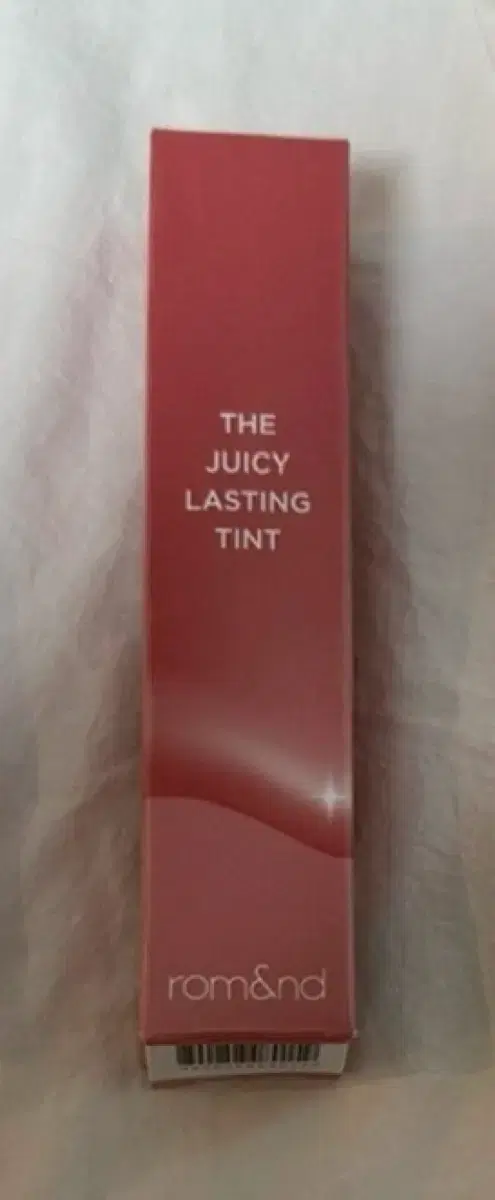 THE
JUICY
LASTING
TINT
rom&nd